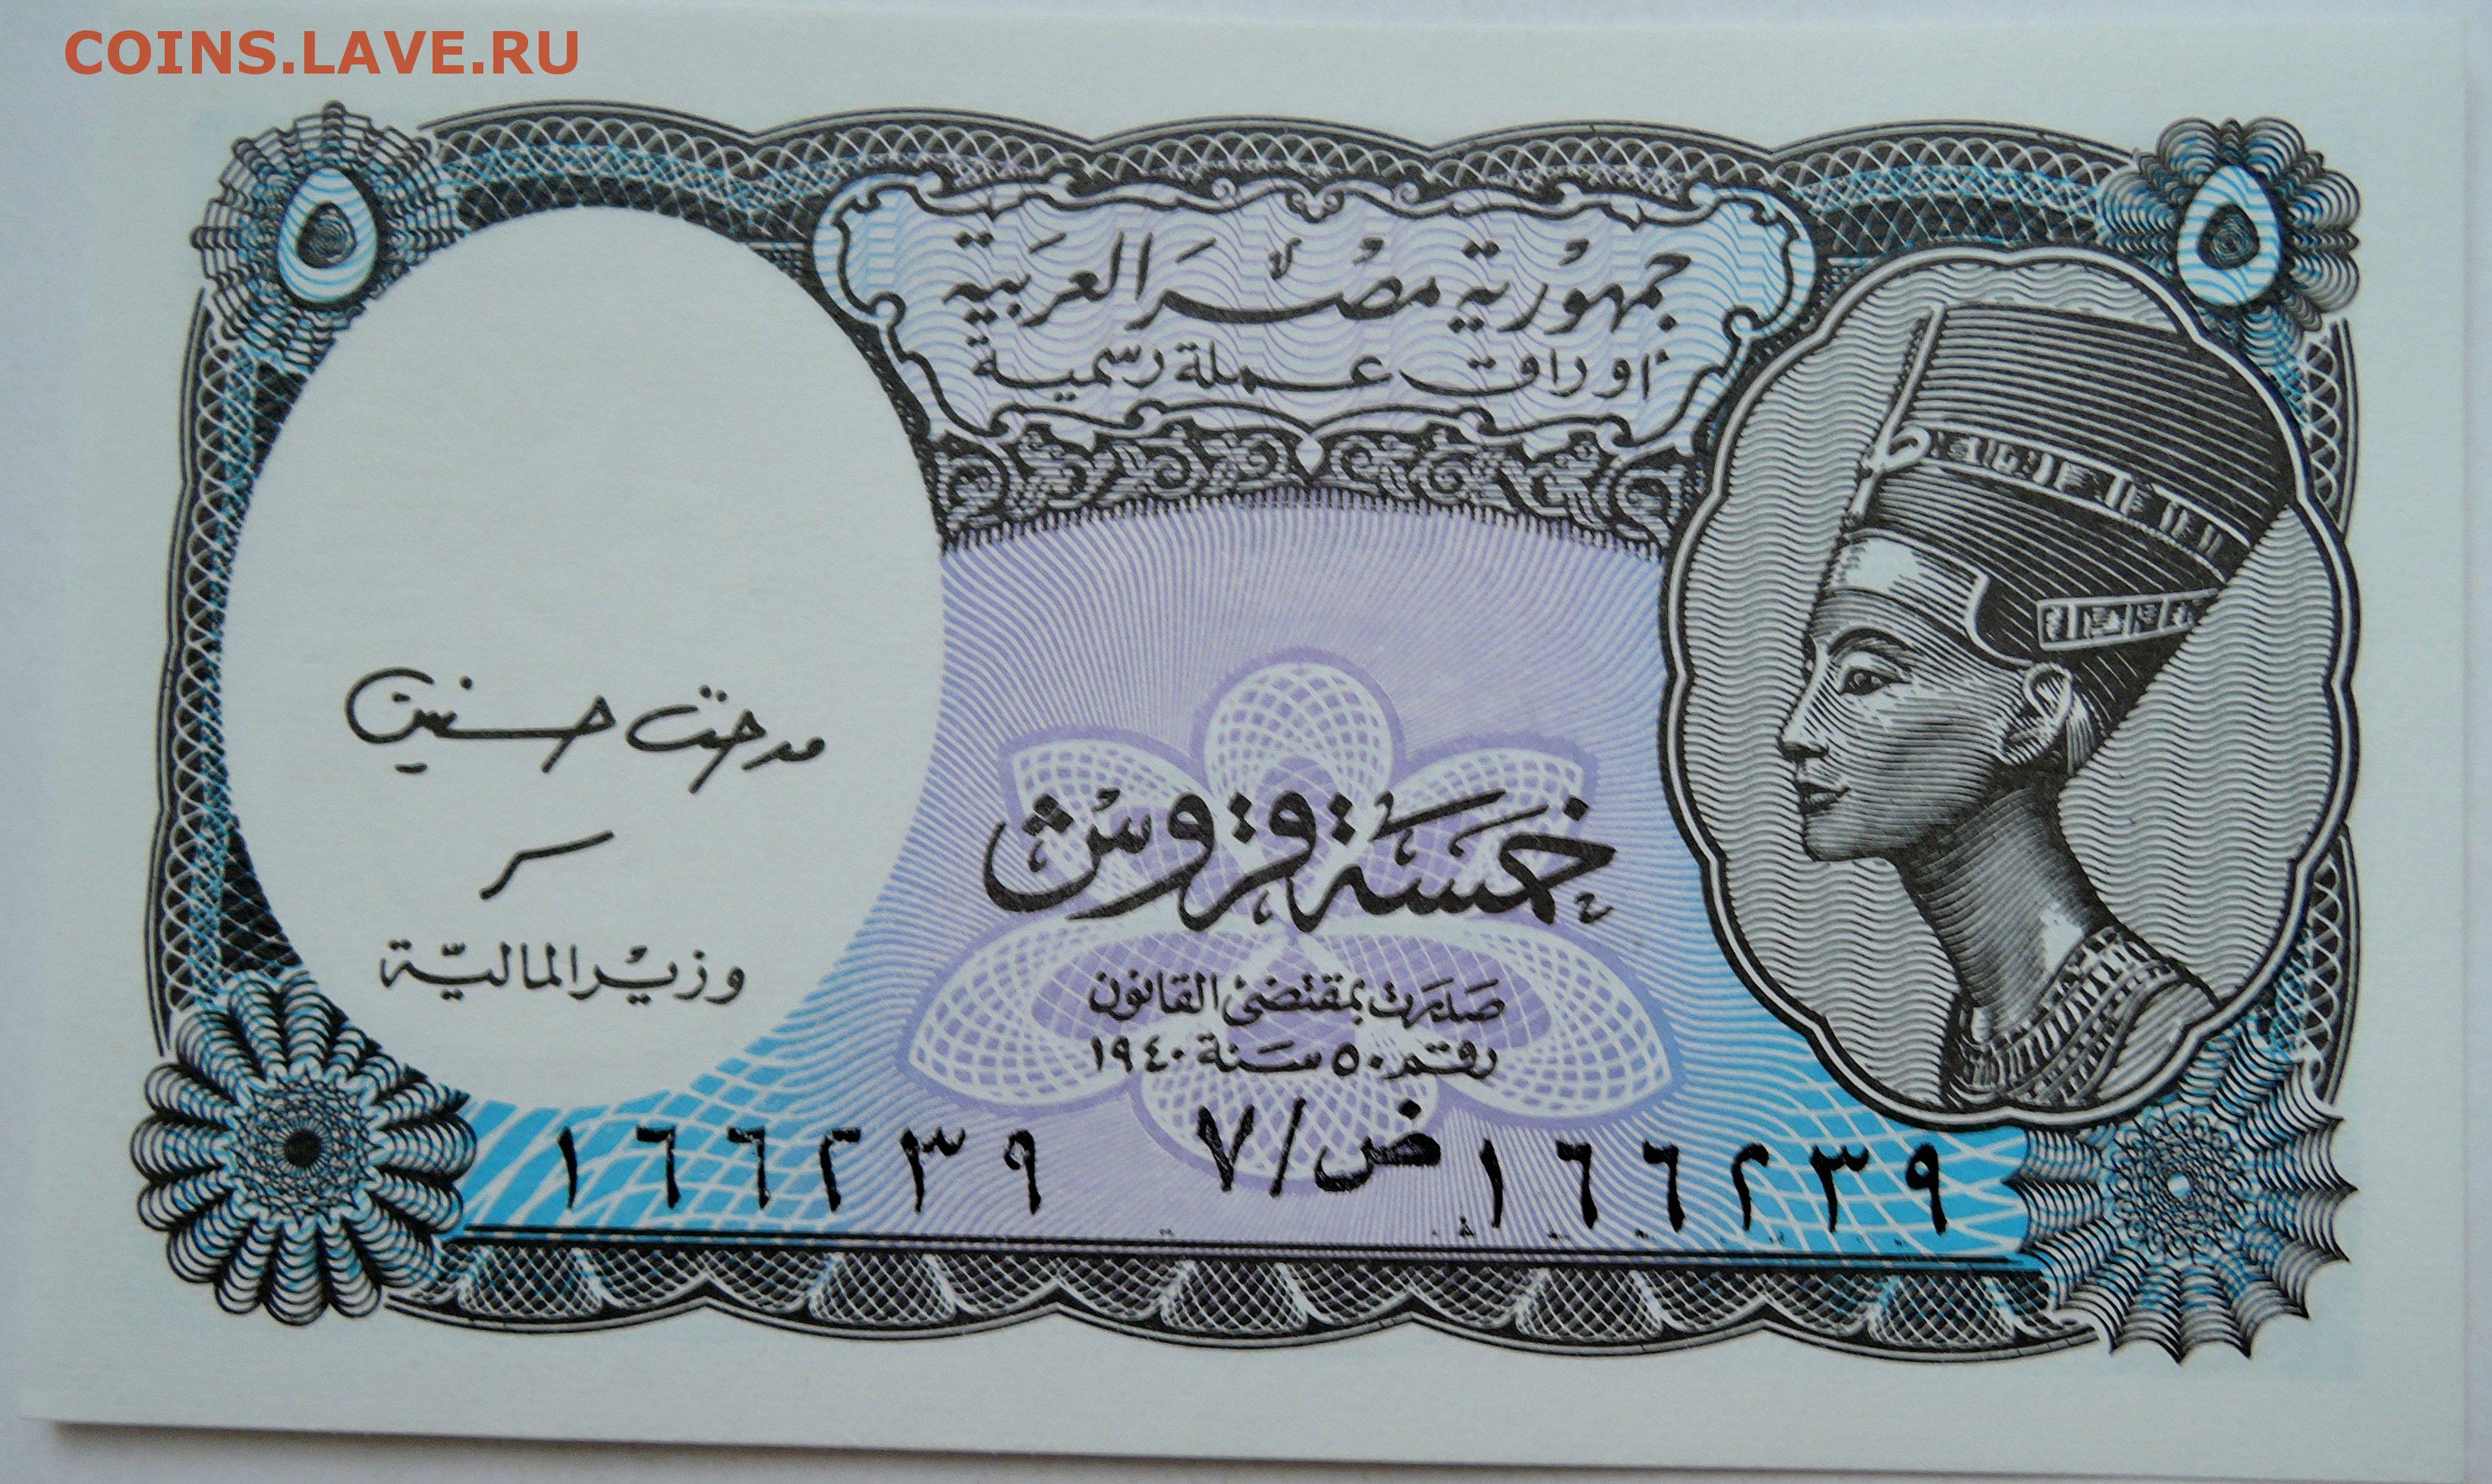 COINS.LAVE.RU
٥ ٥
جمهورية مصر العربية
اوراق عملة رسمية
مدحت حسنين
وزير المالية
خمسة قروش
صدرت بمقتضى القانون
رقم ٥٠ سنة ١٩٤٠
١٦٦٢٣٩ ض/٧ ١٦٦٢٣٩